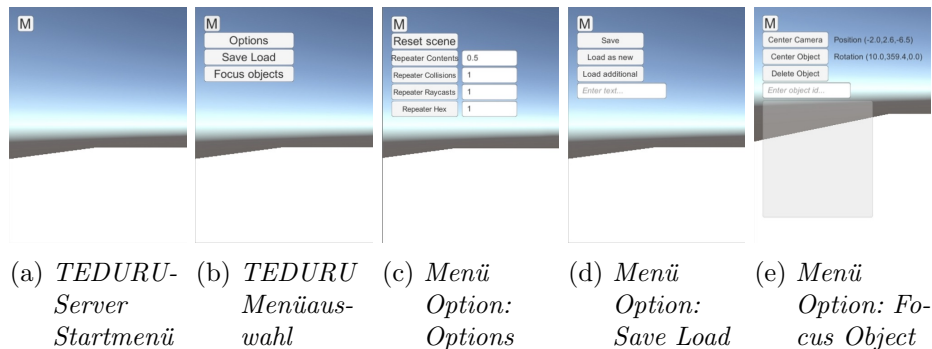 M
M
Options
Save Load
Focus objects
M
Reset scene
Repeater Contents 0.5
Repeater Collisions 1
Repeater Raycasts 1
Repeater Hex 1
M
Save
Load as new
Load additional
Enter text...
M
Center Camera Position (-2.0,2.6,-6.5)
Center Object Rotation (10.0,359.4,0.0)
Delete Object
Enter object id...
(a) TEDURU-
Server
Startmenü
(b) TEDURU
Menüaus-
wahl
(c) Menü
Option:
Options
(d) Menü
Option:
Save Load
(e) Menü
Option: Fo-
cus Object